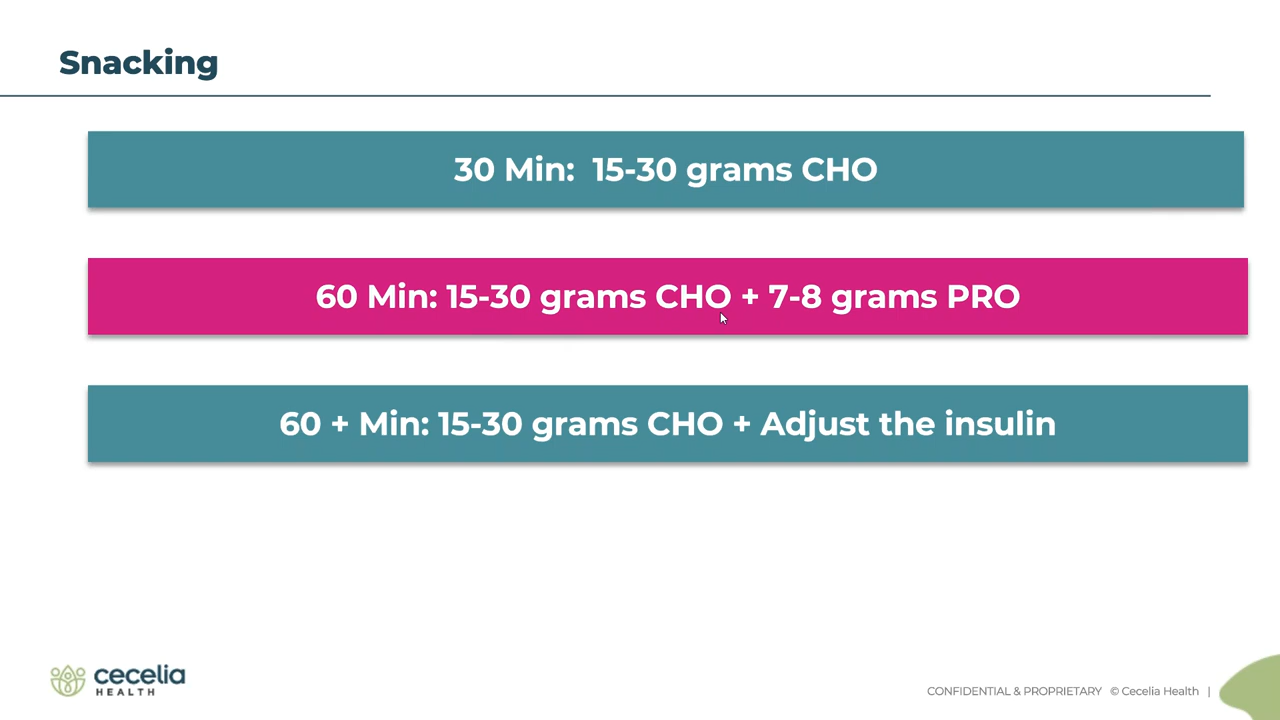 Snacking
30 Min:  15-30 grams CHO
60 Min: 15-30 grams CHO + 7-8 grams PRO
60 + Min: 15-30 grams CHO + Adjust the insulin
cecelia
HEALTH
CONFIDENTIAL & PROPRIETARY   © Cecelia Health   |